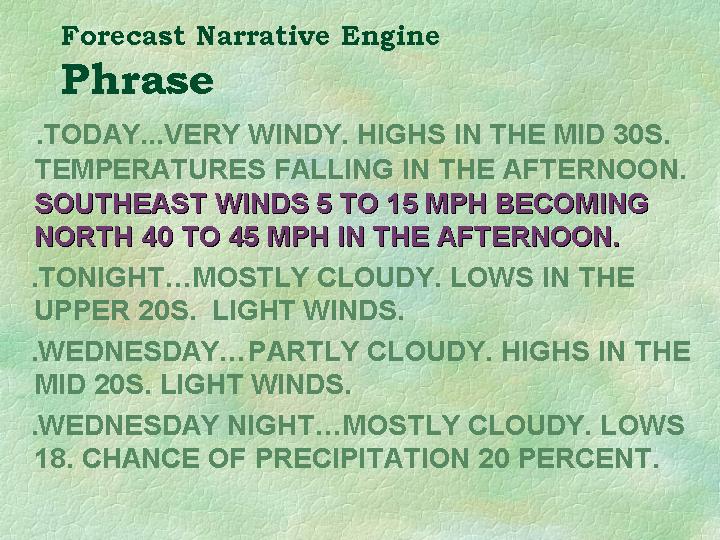 Forecast Narrative Engine
Phrase
.TODAY...VERY WINDY. HIGHS IN THE MID 30S.
TEMPERATURES FALLING IN THE AFTERNOON.
SOUTHEAST WINDS 5 TO 15 MPH BECOMING
NORTH 40 TO 45 MPH IN THE AFTERNOON.
.TONIGHT…MOSTLY CLOUDY. LOWS IN THE
UPPER 20S.  LIGHT WINDS.
.WEDNESDAY…PARTLY CLOUDY. HIGHS IN THE
MID 20S. LIGHT WINDS.
.WEDNESDAY NIGHT…MOSTLY CLOUDY. LOWS
18. CHANCE OF PRECIPITATION 20 PERCENT.